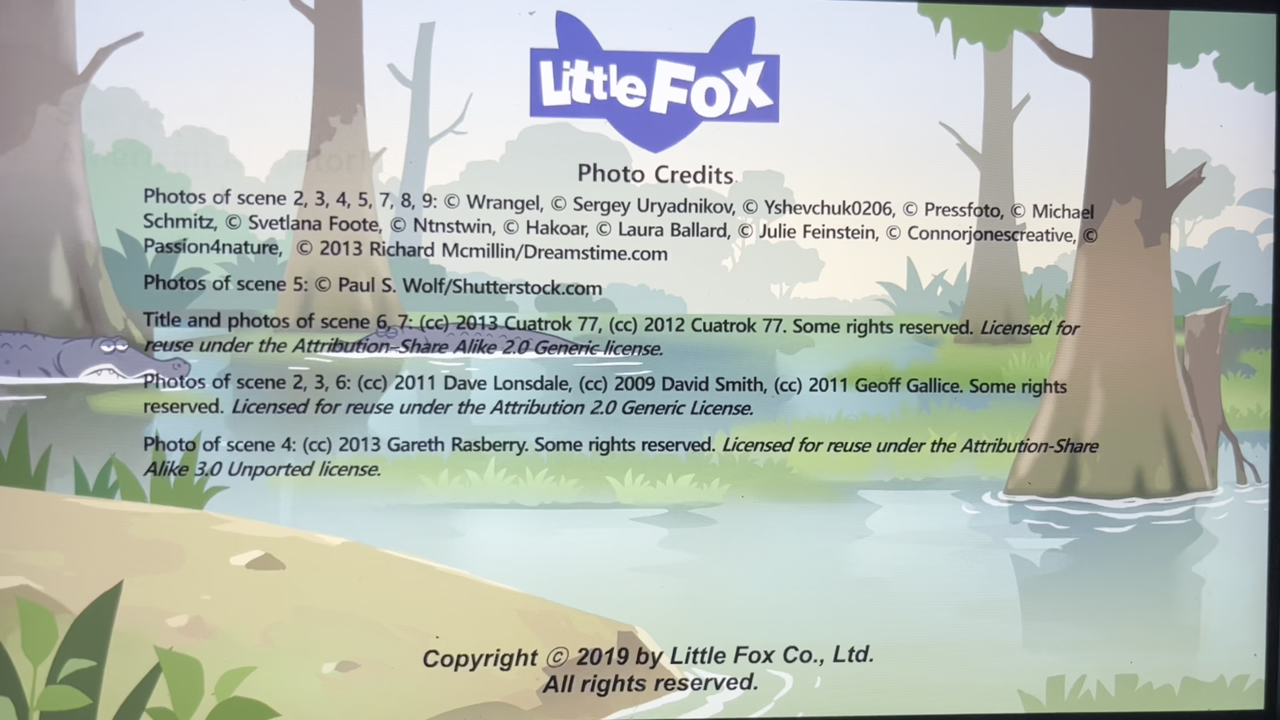 Little Fox
Photo Credits
Photos of scene 2, 3, 4, 5, 7, 8, 9: © Wrangel, © Sergey Uryadnikov, © Yshevchuk0206, © Pressfoto, © Michael
Schmitz, © Svetlana Foote, © Ntnstwin, © Hakoar, © Laura Ballard, © Julie Feinstein, © Connorjonescreative, ©
Passion4nature, © 2013 Richard Mcmillin/Dreamstime.com
Photos of scene 5: © Paul S. Wolf/Shutterstock.com
Title and photos of scene 6, 7: (cc) 2013 Cuatrok 77, (cc) 2012 Cuatrok 77. Some rights reserved. Licensed for
reuse under the Attribution-Share Alike 2.0 Generic license.
Photos of scene 2, 3, 6: (cc) 2011 Dave Lonsdale, (cc) 2009 David Smith, (cc) 2011 Geoff Gallice. Some rights
reserved. Licensed for reuse under the Attribution 2.0 Generic License.
Photo of scene 4: (cc) 2013 Gareth Rasberry. Some rights reserved. Licensed for reuse under the Attribution-Share
Alike 3.0 Unported license.
Copyright © 2019 by Little Fox Co., Ltd.
All rights reserved.